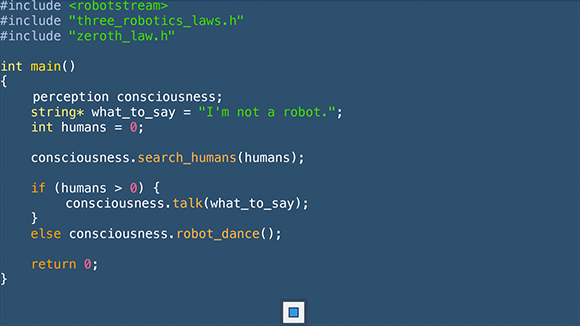 #include <robotstream>
#include "three_robotics_laws.h"
#include "zeroth_law.h"
int main()
{
perception consciousness;
string* what_to_say = "I'm not a robot.";
int humans = 0;
consciousness.search_humans(humans);
if (humans > 0) {
consciousness.talk(what_to_say);
}
else consciousness.robot_dance();
return 0;
}